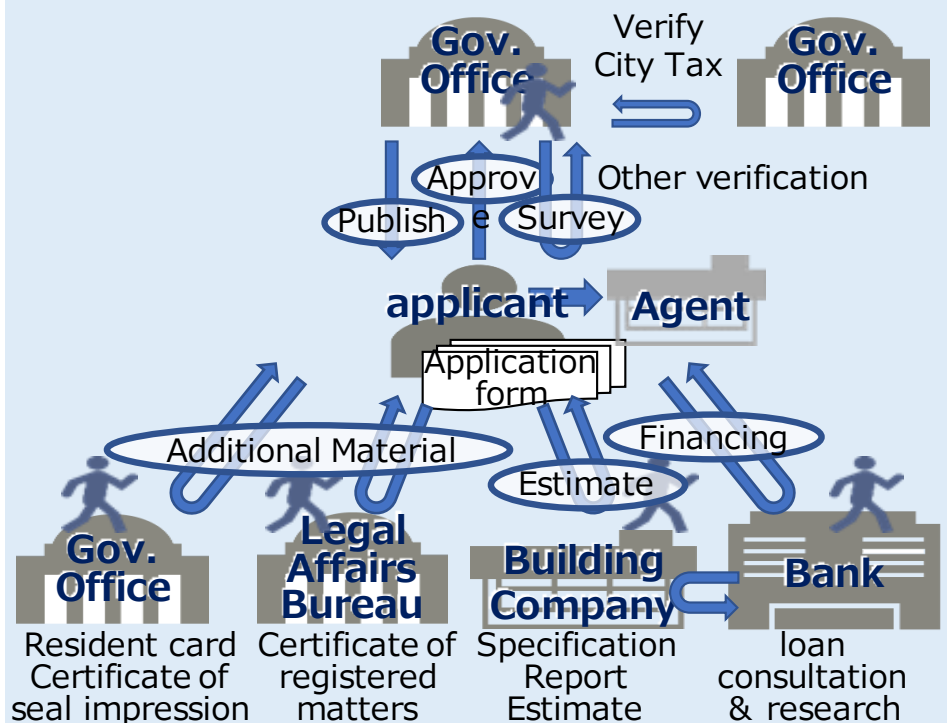 Gov.
Office
Verify
City Tax
Gov.
Office
Approv
e
Publish
Survey
Other verification
applicant
Agent
Application
form
Additional Material
Financing
Estimate
Gov.
Office
Legal
Affairs
Bureau
Building
Company
Bank
Resident card
Certificate of
seal impression
Certificate of
registered
matters
Specification
Report
Estimate
loan
consultation
& research